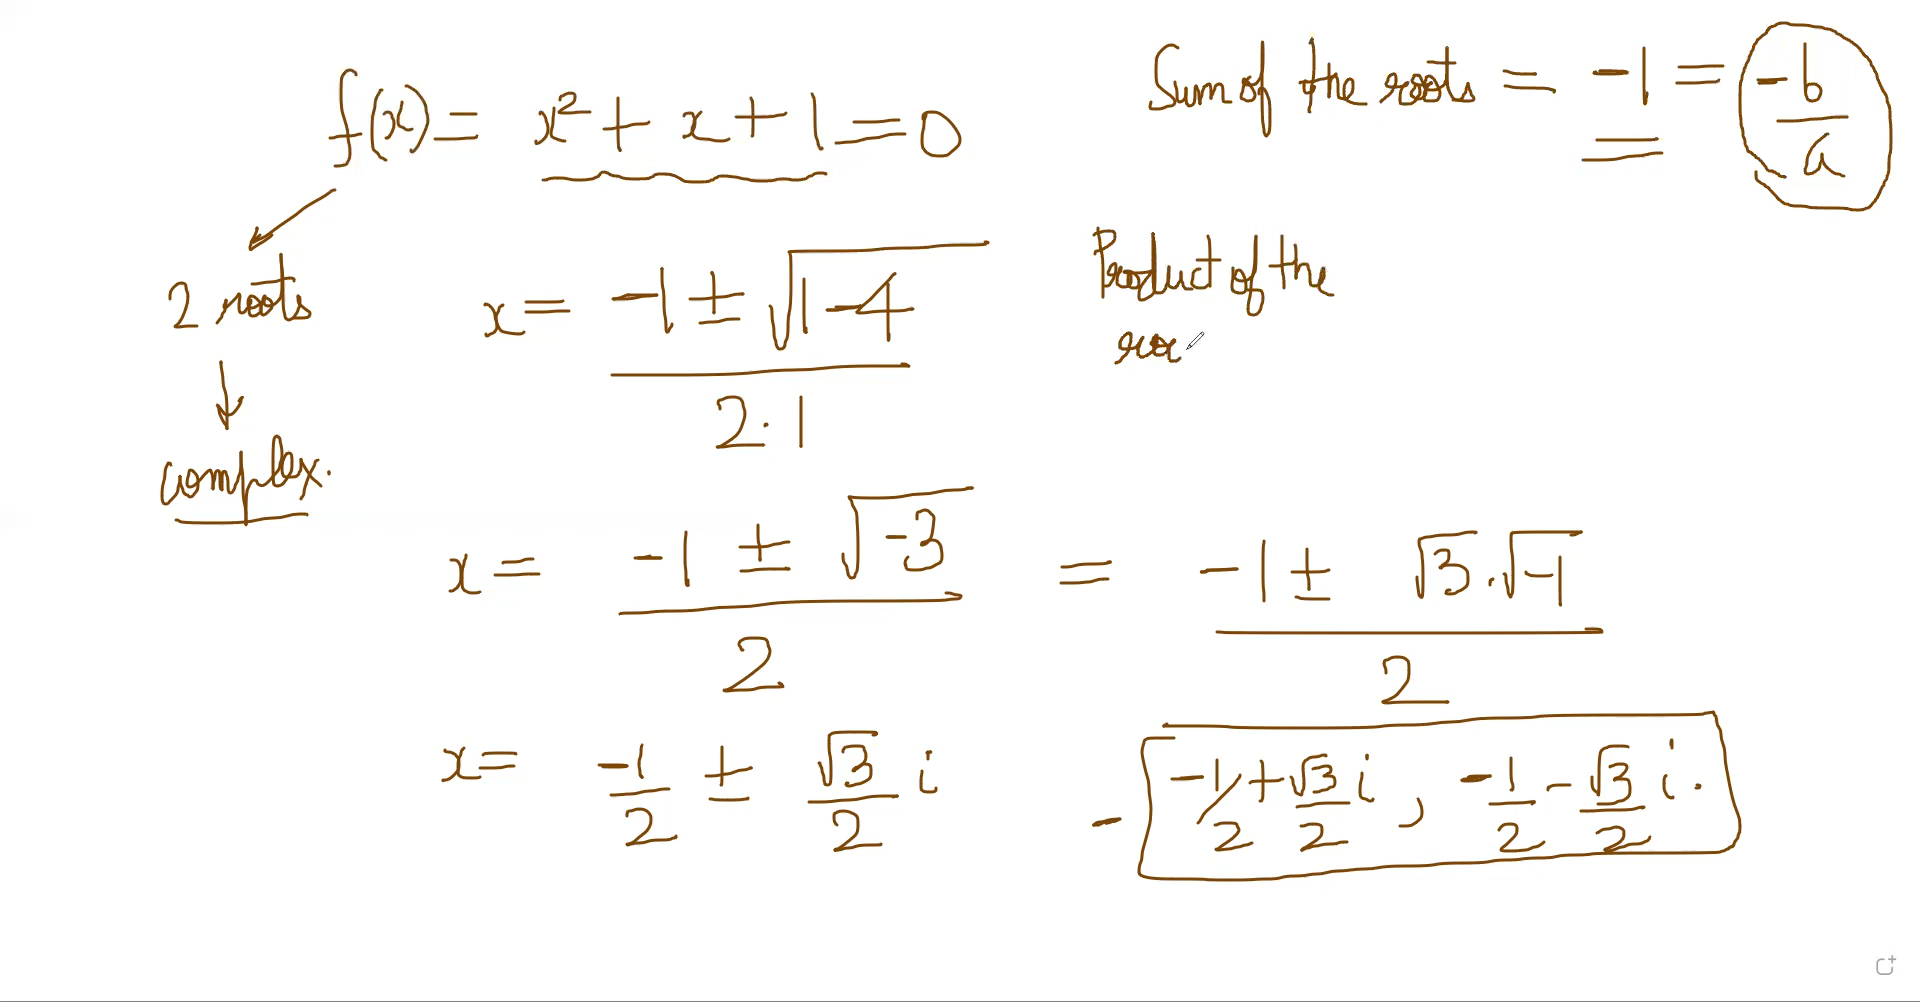 f(x) = x² + x + 1 = 0
2 roots
complex.
x = (-1 ± √(1-4)) / (2·1)
x = (-1 ± √-3) / 2 = (-1 ± √3·√-1) / 2
x = -1/2 ± √3/2 i
-1/2 + √3/2 i , -1/2 - √3/2 i.
Sum of the roots = -1 = -b/a
Product of the